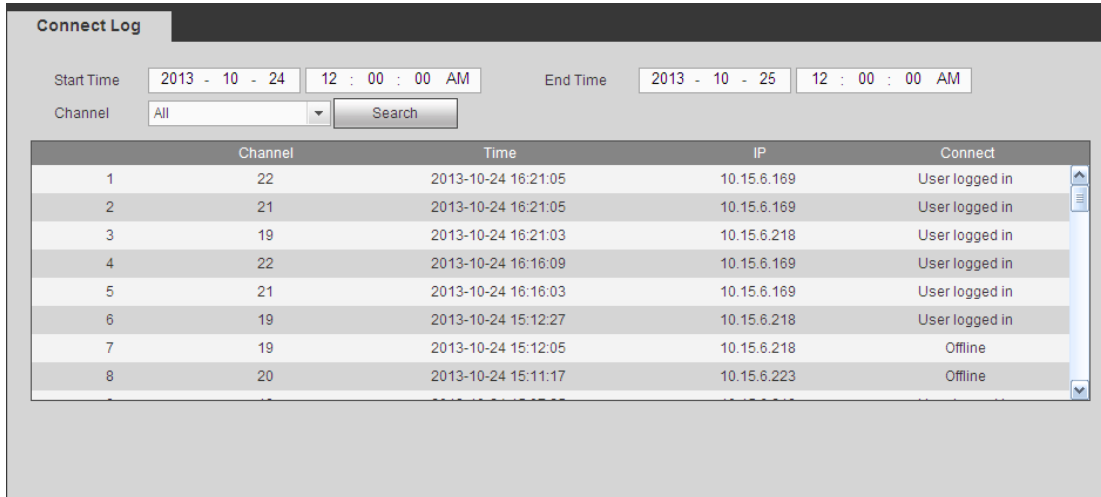 Connect Log
Start Time 2013 - 10 - 24 12 : 00 : 00 AM End Time 2013 - 10 - 25 12 : 00 : 00 AM
Channel All Search
Channel Time IP Connect
1 22 2013-10-24 16:21:05 10.15.6.169 User logged in
2 21 2013-10-24 16:21:05 10.15.6.169 User logged in
3 19 2013-10-24 16:21:03 10.15.6.218 User logged in
4 22 2013-10-24 16:16:09 10.15.6.169 User logged in
5 21 2013-10-24 16:16:03 10.15.6.169 User logged in
6 19 2013-10-24 15:12:27 10.15.6.218 User logged in
7 19 2013-10-24 15:12:05 10.15.6.218 Offline
8 20 2013-10-24 15:11:17 10.15.6.223 Offline